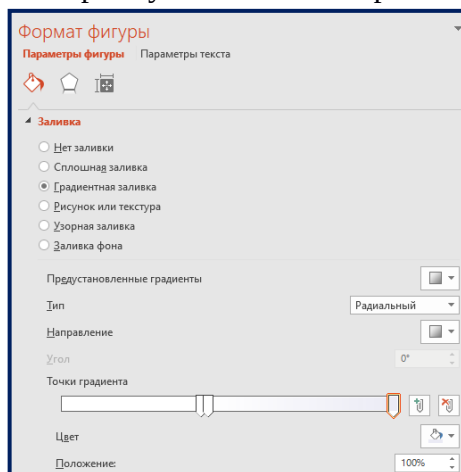 Формат фигуры
Параметры фигуры Параметры текста
Заливка
Нет заливки
Сплошная заливка
Градиентная заливка
Рисунок или текстура
Узорная заливка
Заливка фона
Предустановленные градиенты
Тип Радиальный
Направление
Угол 0°
Точки градиента
Цвет
Положение: 100%